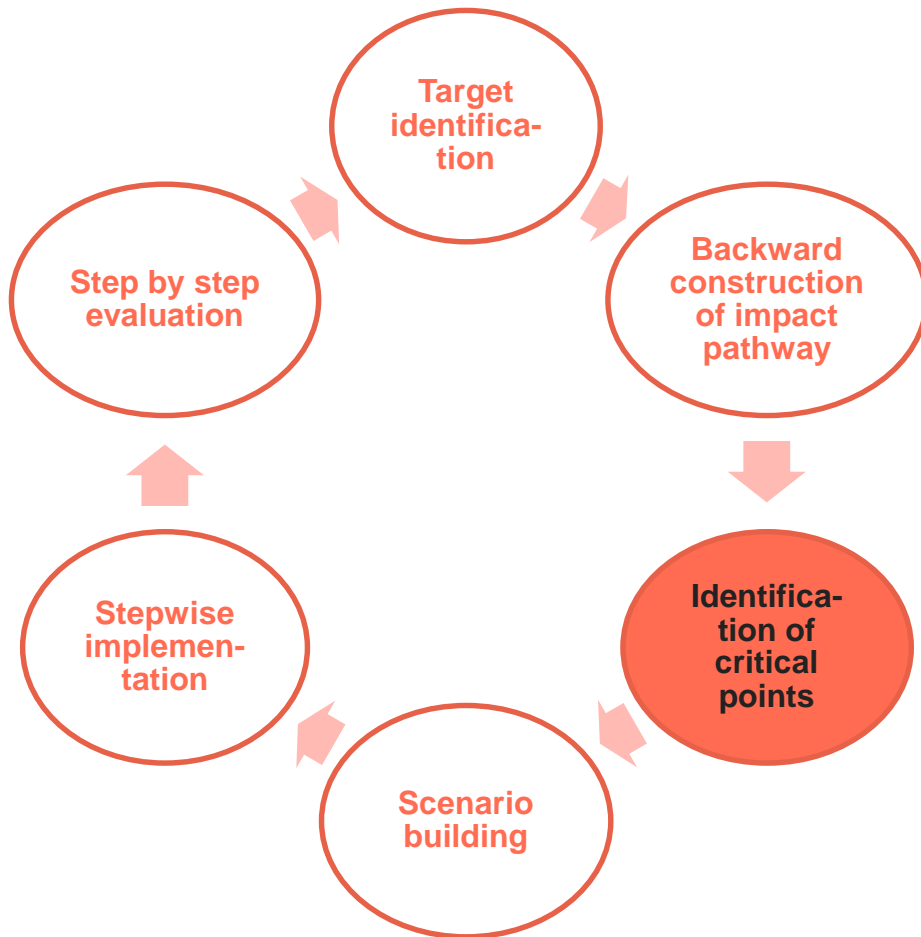 Target
identifica-
tion
Backward
construction
of impact
pathway
Identifica-
tion of
critical
points
Scenario
building
Stepwise
implemen-
tation
Step by step
evaluation